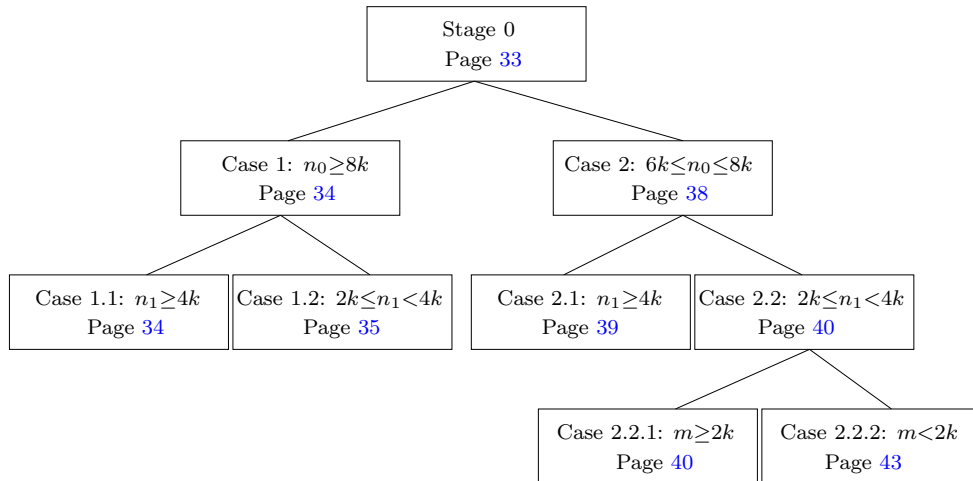 Stage 0
Page 33
Case 1: n₀≥8k
Page 34
Case 2: 6k≤n₀≤8k
Page 38
Case 1.1: n₁≥4k
Page 34
Case 1.2: 2k≤n₁<4k
Page 35
Case 2.1: n₁≥4k
Page 39
Case 2.2: 2k≤n₁<4k
Page 40
Case 2.2.1: m≥2k
Page 40
Case 2.2.2: m<2k
Page 43